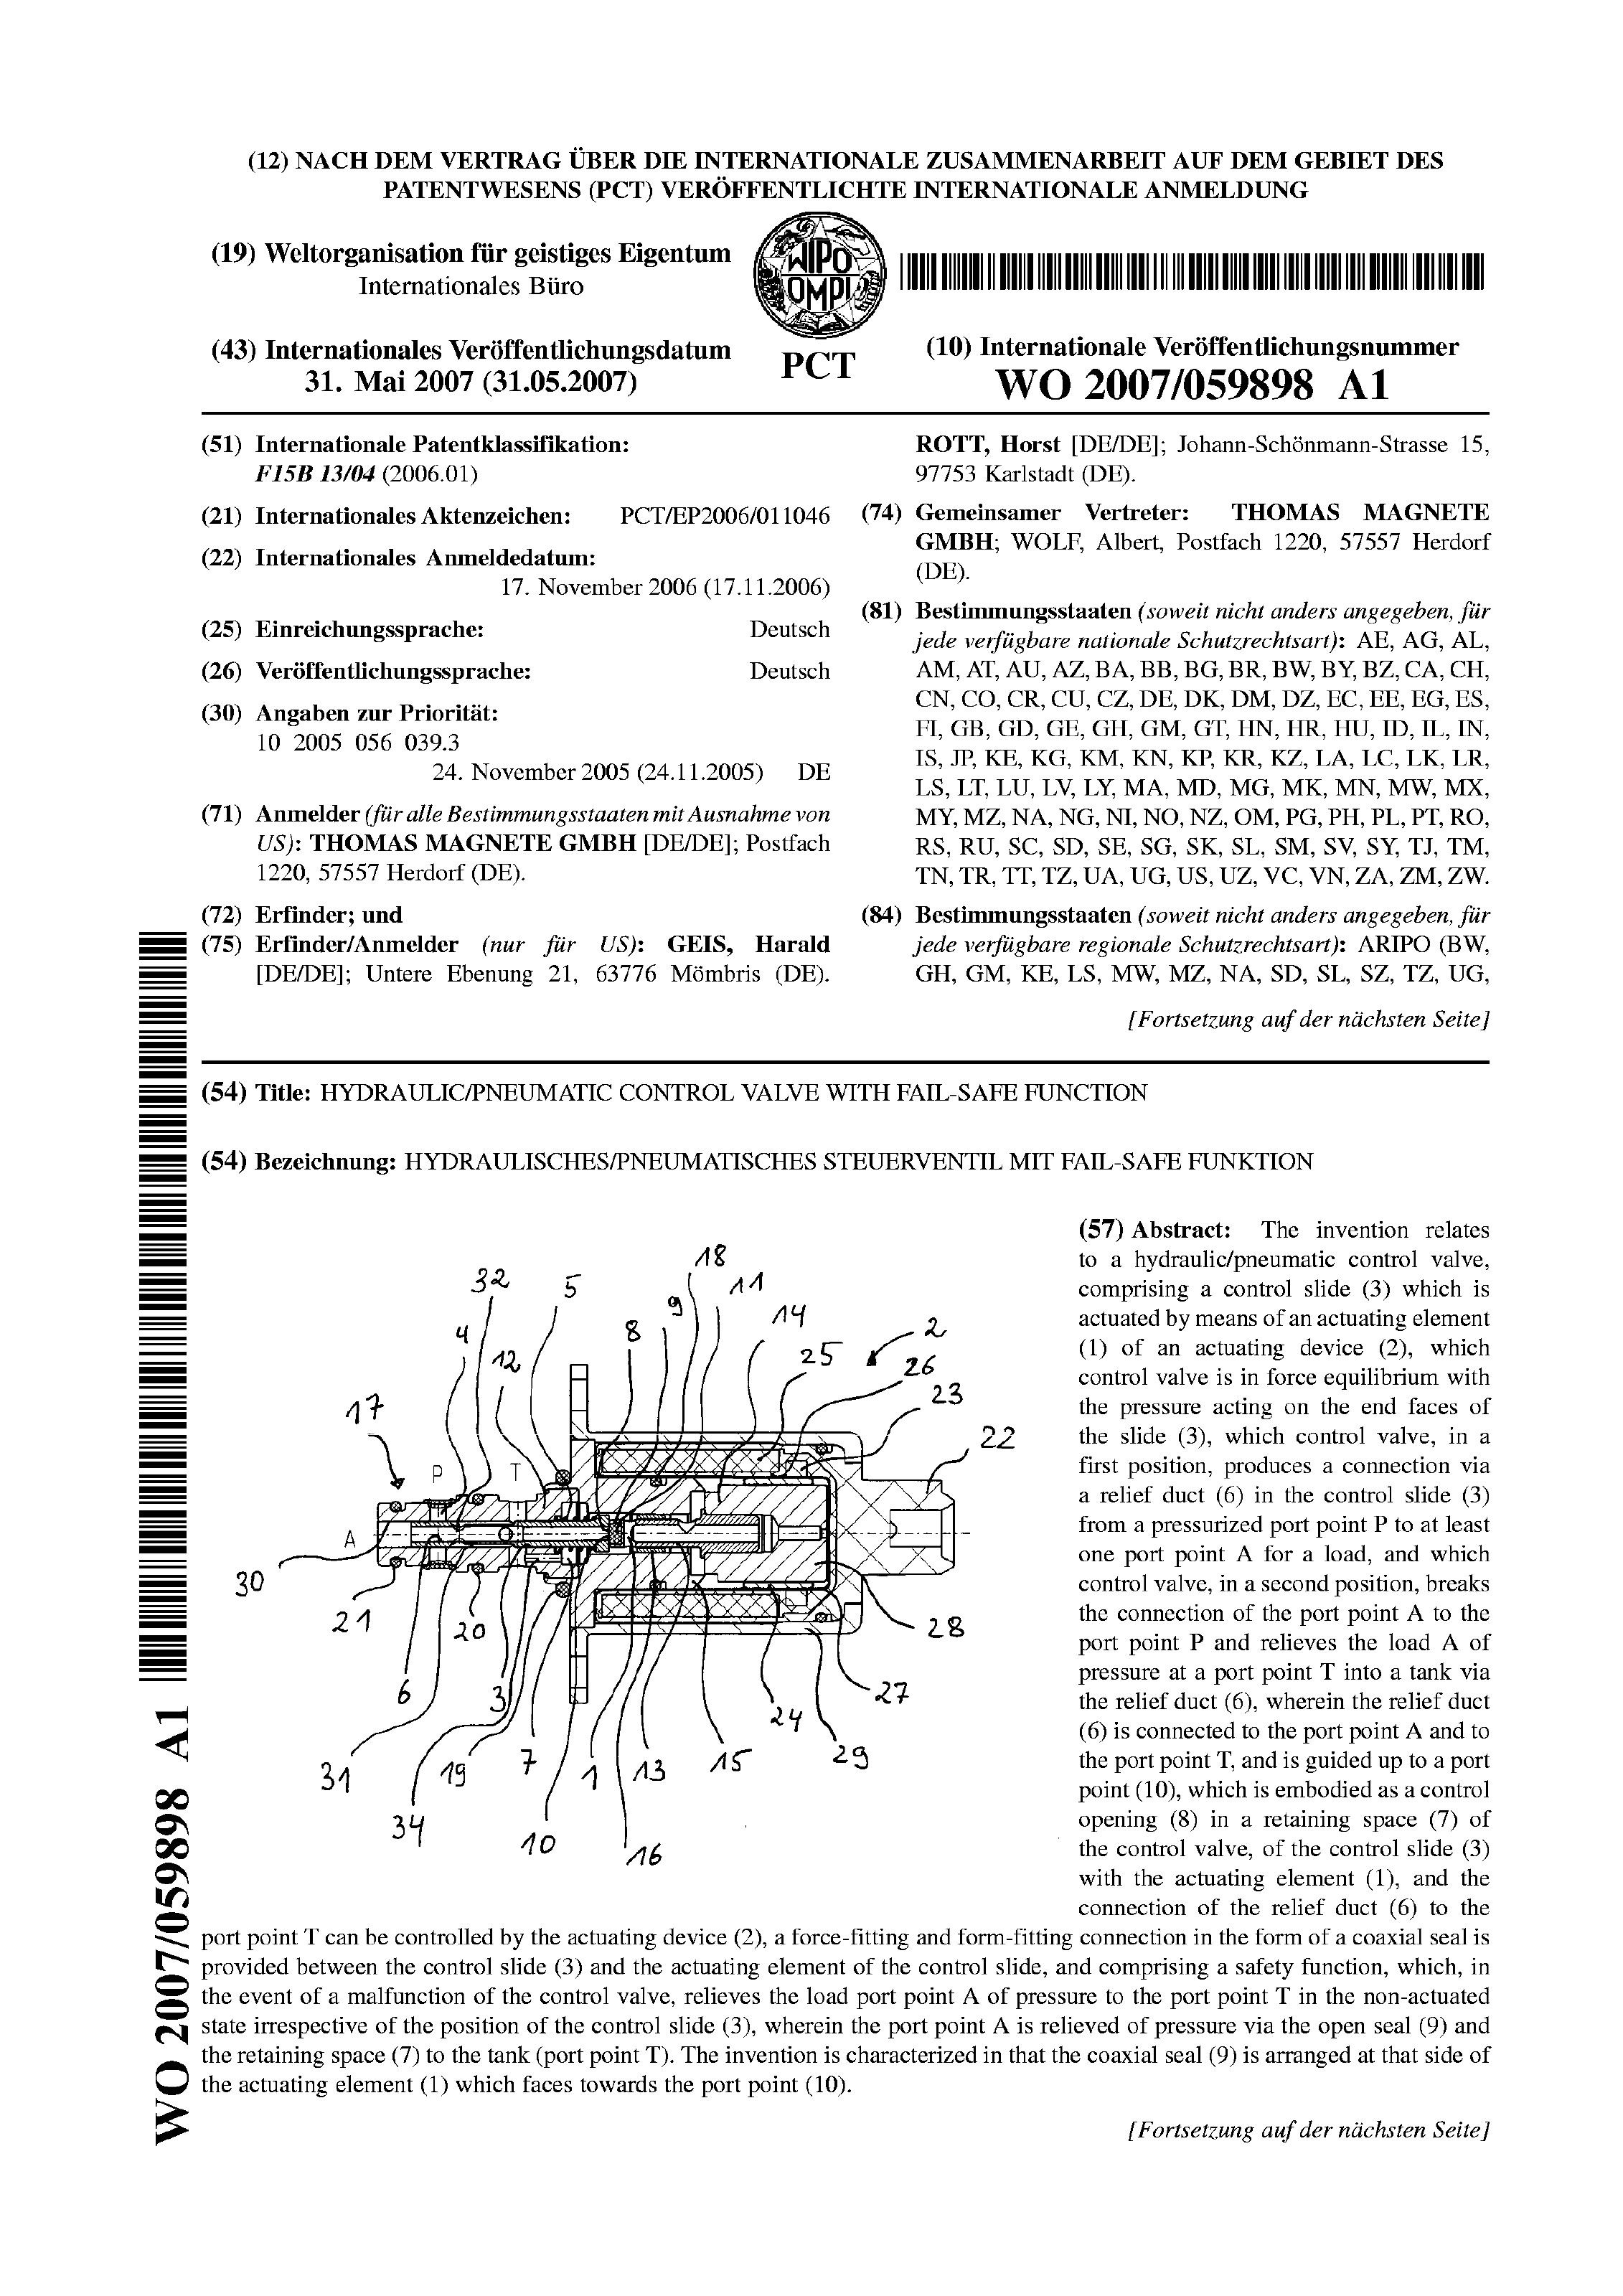 (12) NACH DEM VERTRAG ÜBER DIE INTERNATIONALE ZUSAMMENARBEIT AUF DEM GEBIET DES
PATENTWESENS (PCT) VERÖFFENTLICHTE INTERNATIONALE ANMELDUNG
(19) Weltorganisation für geistiges Eigentum
Internationales Büro
WIPO
OMPI
PCT
(43) Internationales Veröffentlichungsdatum
31. Mai 2007 (31.05.2007)
(10) Internationale Veröffentlichungsnummer
WO 2007/059898 A1
(51) Internationale Patentklassifikation:
F15B 13/04 (2006.01)
(21) Internationales Aktenzeichen: PCT/EP2006/011046
(22) Internationales Anmeldedatum:
17. November 2006 (17.11.2006)
(25) Einreichungssprache: Deutsch
(26) Veröffentlichungssprache: Deutsch
(30) Angaben zur Priorität:
10 2005 056 039.3
24. November 2005 (24.11.2005) DE
(71) Anmelder (für alle Bestimmungsstaaten mit Ausnahme von
US): THOMAS MAGNETE GMBH [DE/DE]; Postfach
1220, 57557 Herdorf (DE).
(72) Erfinder; und
(75) Erfinder/Anmelder (nur für US): GEIS, Harald
[DE/DE]; Untere Ebenung 21, 63776 Mömbris (DE).
ROTT, Horst [DE/DE]; Johann-Schönmann-Strasse 15,
97753 Karlstadt (DE).
(74) Gemeinsamer Vertreter: THOMAS MAGNETE
GMBH; WOLF, Albert, Postfach 1220, 57557 Herdorf
(DE).
(81) Bestimmungsstaaten (soweit nicht anders angegeben, für
jede verfügbare nationale Schutzrechtsart): AE, AG, AL,
AM, AT, AU, AZ, BA, BB, BG, BR, BW, BY, BZ, CA, CH,
CN, CO, CR, CU, CZ, DE, DK, DM, DZ, EC, EE, EG, ES,
FI, GB, GD, GE, GH, GM, GT, HN, HR, HU, ID, IL, IN,
IS, JP, KE, KG, KM, KN, KP, KR, KZ, LA, LC, LK, LR,
LS, LT, LU, LV, LY, MA, MD, MG, MK, MN, MW, MX,
MY, MZ, NA, NG, NI, NO, NZ, OM, PG, PH, PL, PT, RO,
RS, RU, SC, SD, SE, SG, SK, SL, SM, SV, SY, TJ, TM,
TN, TR, TT, TZ, UA, UG, US, UZ, VC, VN, ZA, ZM, ZW.
(84) Bestimmungsstaaten (soweit nicht anders angegeben, für
jede verfügbare regionale Schutzrechtsart): ARIPO (BW,
GH, GM, KE, LS, MW, MZ, NA, SD, SL, SZ, TZ, UG,
[Fortsetzung auf der nächsten Seite]
(54) Title: HYDRAULIC/PNEUMATIC CONTROL VALVE WITH FAIL-SAFE FUNCTION
(54) Bezeichnung: HYDRAULISCHES/PNEUMATISCHES STEUERVENTIL MIT FAIL-SAFE FUNKTION
18
32 5 11
9 14
4 8 2
12 25 26
23
17 22
P T
A
30
21 20 28
6 3 27
24
31 19 7 1 13 15 29
34 10 16
(57) Abstract: The invention relates
to a hydraulic/pneumatic control valve,
comprising a control slide (3) which is
actuated by means of an actuating element
(1) of an actuating device (2), which
control valve is in force equilibrium with
the pressure acting on the end faces of
the slide (3), which control valve, in a
first position, produces a connection via
a relief duct (6) in the control slide (3)
from a pressurized port point P to at least
one port point A for a load, and which
control valve, in a second position, breaks
the connection of the port point A to the
port point P and relieves the load A of
pressure at a port point T into a tank via
the relief duct (6), wherein the relief duct
(6) is connected to the port point A and to
the port point T, and is guided up to a port
point (10), which is embodied as a control
opening (8) in a retaining space (7) of
the control valve, of the control slide (3)
with the actuating element (1), and the
connection of the relief duct (6) to the
port point T can be controlled by the actuating device (2), a force-fitting and form-fitting connection in the form of a coaxial seal is
provided between the control slide (3) and the actuating element of the control slide, and comprising a safety function, which, in
the event of a malfunction of the control valve, relieves the load port point A of pressure to the port point T in the non-actuated
state irrespective of the position of the control slide (3), wherein the port point A is relieved of pressure via the open seal (9) and
the retaining space (7) to the tank (port point T). The invention is characterized in that the coaxial seal (9) is arranged at that side of
the actuating element (1) which faces towards the port point (10).
[Fortsetzung auf der nächsten Seite]
WO 2007/059898 A1